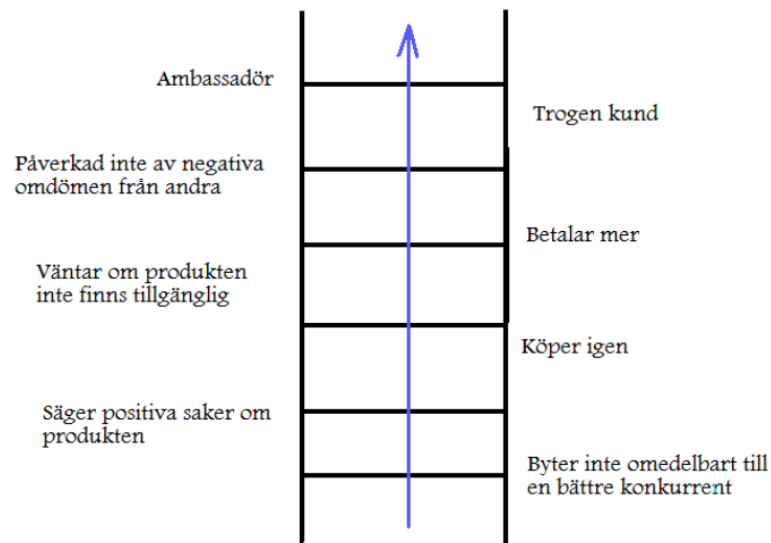 Ambassadör
Trogen kund
Påverkad inte av negativa
omdömen från andra
Betalar mer
Väntar om produkten
inte finns tillgänglig
Köper igen
Säger positiva saker om
produkten
Byter inte omedelbart till
en bättre konkurrent